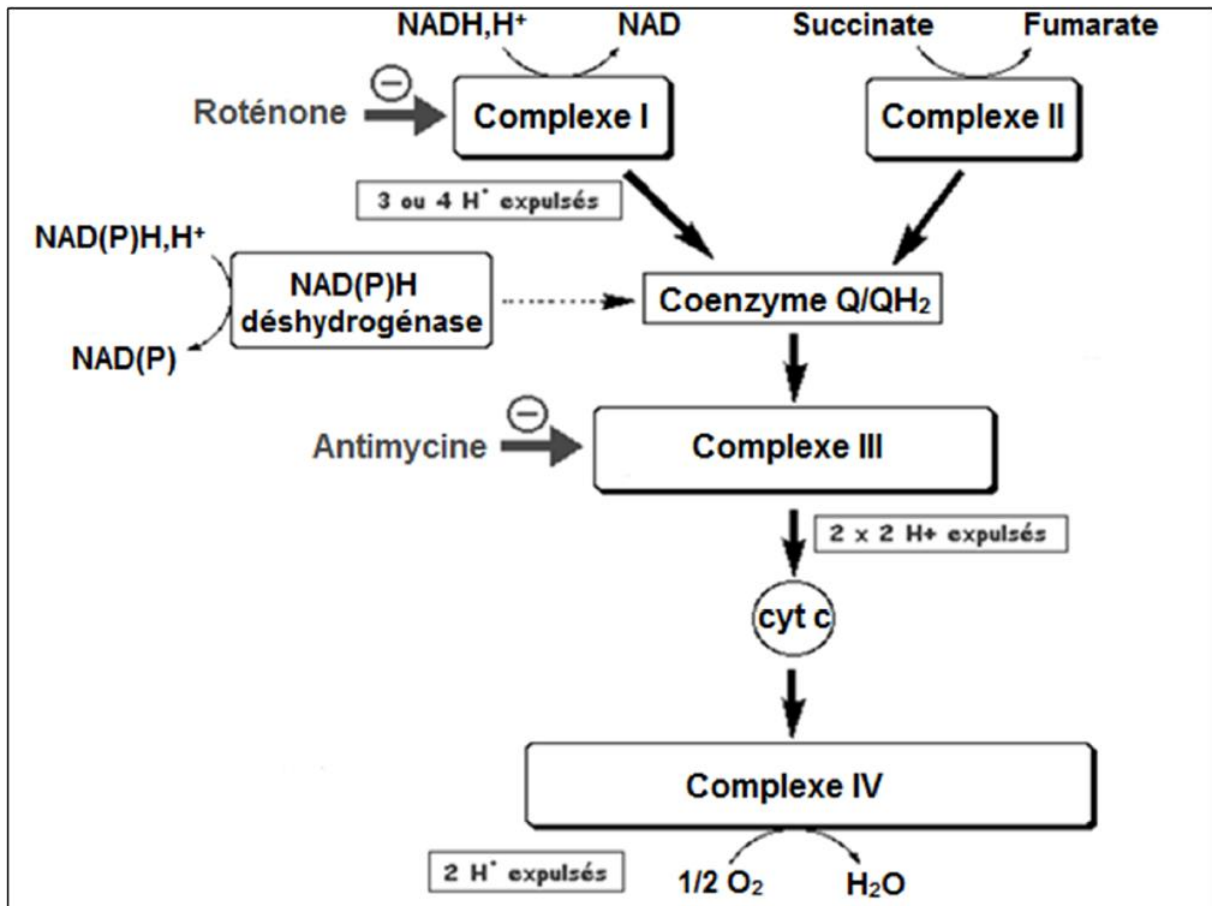 NADH,H⁺ NAD Succinate Fumarate
Roténone
Complexe I
Complexe II
3 ou 4 H⁺ expulsés
NAD(P)H,H⁺
NAD(P)H
déshydrogénase
NAD(P)
Coenzyme Q/QH₂
Antimycine
Complexe III
2 x 2 H+ expulsés
cyt c
Complexe IV
2 H⁺ expulsés
1/2 O₂
H₂O